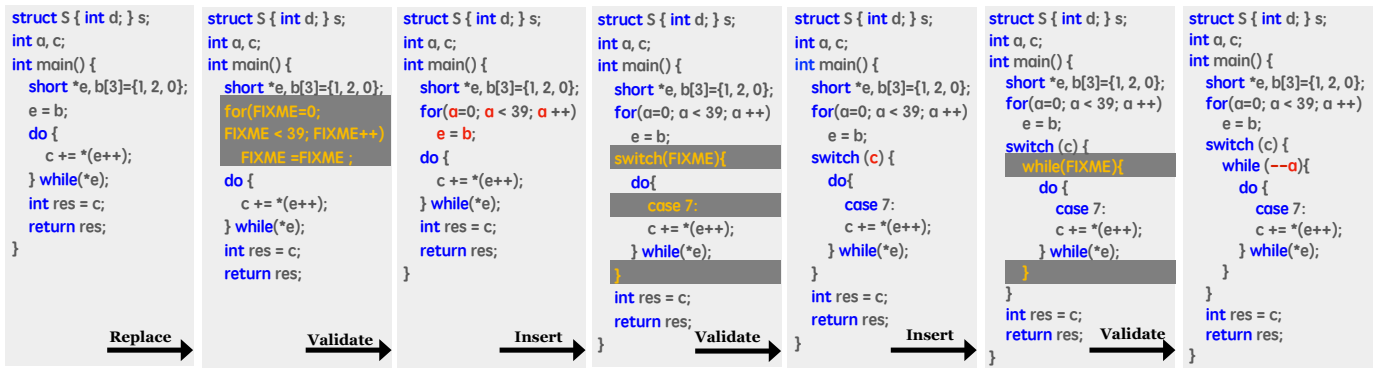 struct S { int d; } s;
int a, c;
int main() {
short *e, b[3]={1, 2, 0};
e = b;
do {
c += *(e++);
} while(*e);
int res = c;
return res;
}
Replace
struct S { int d; } s;
int a, c;
int main() {
short *e, b[3]={1, 2, 0};
for(FIXME=0;
FIXME < 39; FIXME++)
FIXME =FIXME ;
do {
c += *(e++);
} while(*e);
int res = c;
return res;
Validate
struct S { int d; } s;
int a, c;
int main() {
short *e, b[3]={1, 2, 0};
for(a=0; a < 39; a ++)
e = b;
do {
c += *(e++);
} while(*e);
int res = c;
return res;
}
Insert
struct S { int d; } s;
int a, c;
int main() {
short *e, b[3]={1, 2, 0};
for(a=0; a < 39; a ++)
e = b;
switch(FIXME){
do{
case 7:
c += *(e++);
} while(*e);
}
int res = c;
return res;
}
Validate
struct S { int d; } s;
int a, c;
int main() {
short *e, b[3]={1, 2, 0};
for(a=0; a < 39; a ++)
e = b;
switch (c) {
do{
case 7:
c += *(e++);
} while(*e);
}
int res = c;
return res;
}
Insert
struct S { int d; } s;
int a, c;
int main() {
short *e, b[3]={1, 2, 0};
for(a=0; a < 39; a ++)
e = b;
switch (c) {
while(FIXME){
do {
case 7:
c += *(e++);
} while(*e);
}
}
int res = c;
return res;
}
Validate
struct S { int d; } s;
int a, c;
int main() {
short *e, b[3]={1, 2, 0};
for(a=0; a < 39; a ++)
e = b;
switch (c) {
while (--a){
do {
case 7:
c += *(e++);
} while(*e);
}
}
int res = c;
return res;
}